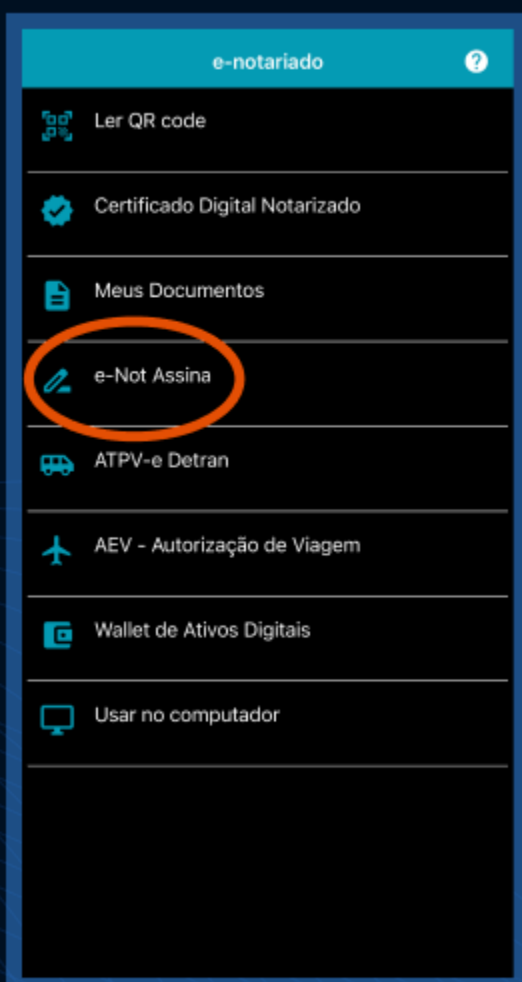 e-notariado ?
Ler QR code
Certificado Digital Notarizado
Meus Documentos
e-Not Assina
ATPV-e Detran
AEV - Autorização de Viagem
Wallet de Ativos Digitais
Usar no computador